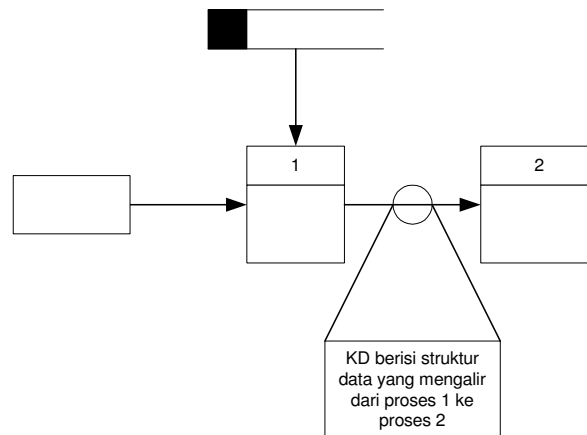 1
2
KD berisi struktur
data yang mengalir
dari proses 1 ke
proses 2